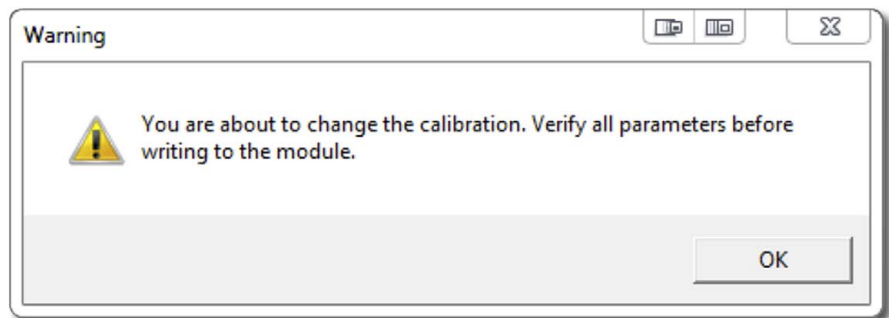 Warning
You are about to change the calibration. Verify all parameters before
writing to the module.
OK